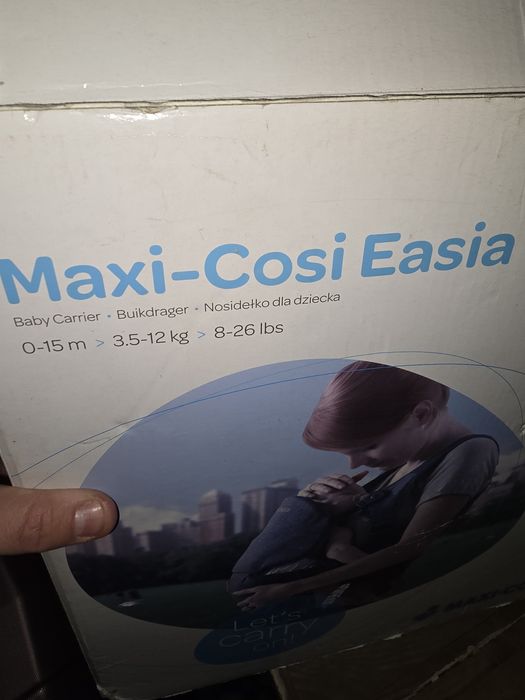 Maxi-Cosi Easia
Baby Carrier • Buikdrager • Nosidełko dla dziecka
0-15 m > 3.5-12 kg > 8-26 lbs
Let's
carry
on!